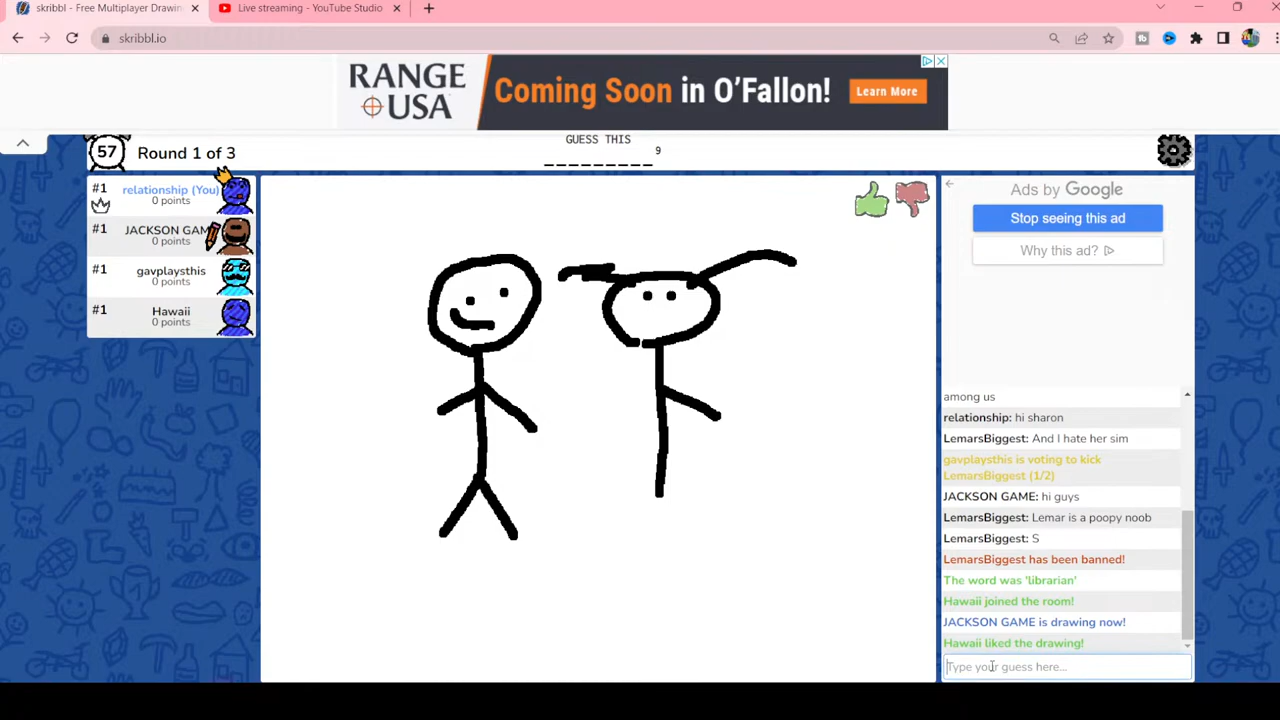 skribbl - Free Multiplayer Drawin
Live streaming - YouTube Studio
skribbl.io
RANGE USA
Coming Soon in O'Fallon!
Learn More
57
Round 1 of 3
GUESS THIS
_________ 9
#1
relationship (You)
0 points
#1
JACKSON GAM
0 points
#1
gavplaysthis
0 points
#1
Hawaii
0 points
Ads by Google
Stop seeing this ad
Why this ad?
among us
relationship: hi sharon
LemarsBiggest: And I hate her sim
gavplaysthis is voting to kick
LemarsBiggest (1/2)
JACKSON GAME: hi guys
LemarsBiggest: Lemar is a poopy noob
LemarsBiggest: S
LemarsBiggest has been banned!
The word was 'librarian'
Hawaii joined the room!
JACKSON GAME is drawing now!
Hawaii liked the drawing!
Type your guess here...